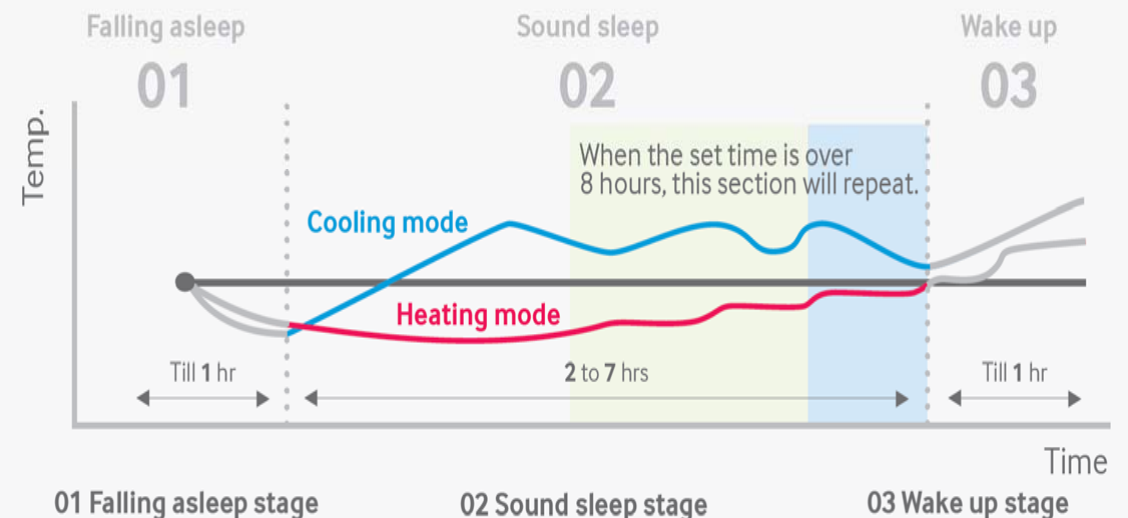 Falling asleep
Sound sleep
Wake up
01
02
03
Temp.
When the set time is over
8 hours, this section will repeat.
Cooling mode
Heating mode
Till 1 hr
2 to 7 hrs
Till 1 hr
Time
01 Falling asleep stage
02 Sound sleep stage
03 Wake up stage